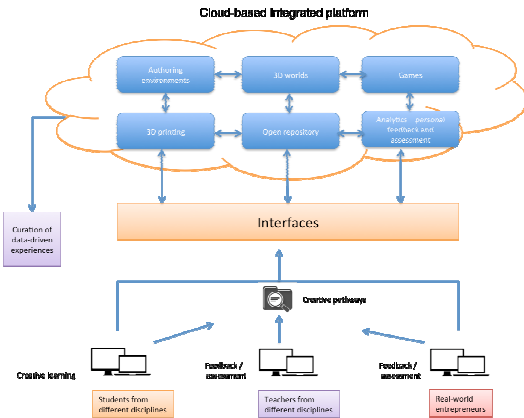 Cloud-based integrated platform
Authoring
environments
3D worlds
Games
3D printing
Open repository
Analytics personal
feedback and
assessment
Interfaces
Curation of
data-driven
experiences
Creative pathways
Creative learning
Feedback /
assessment
Feedback /
assessment
Students from
different disciplines
Teachers from
different disciplines
Real-world
entrepreneurs